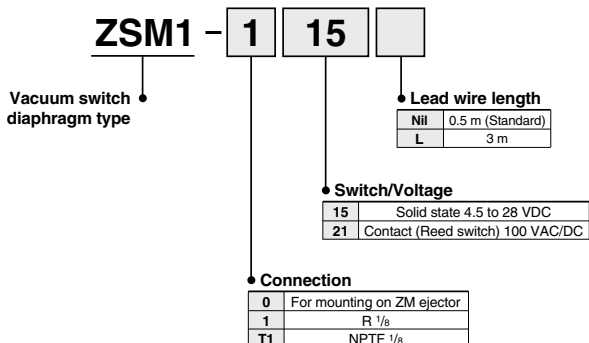 ZSM1 – 1 15
Vacuum switch
diaphragm type
Lead wire length
Nil 0.5 m (Standard)
L 3 m
Switch/Voltage
15 Solid state 4.5 to 28 VDC
21 Contact (Reed switch) 100 VAC/DC
Connection
0 For mounting on ZM ejector
1 R 1/8
T1 NPTF 1/8